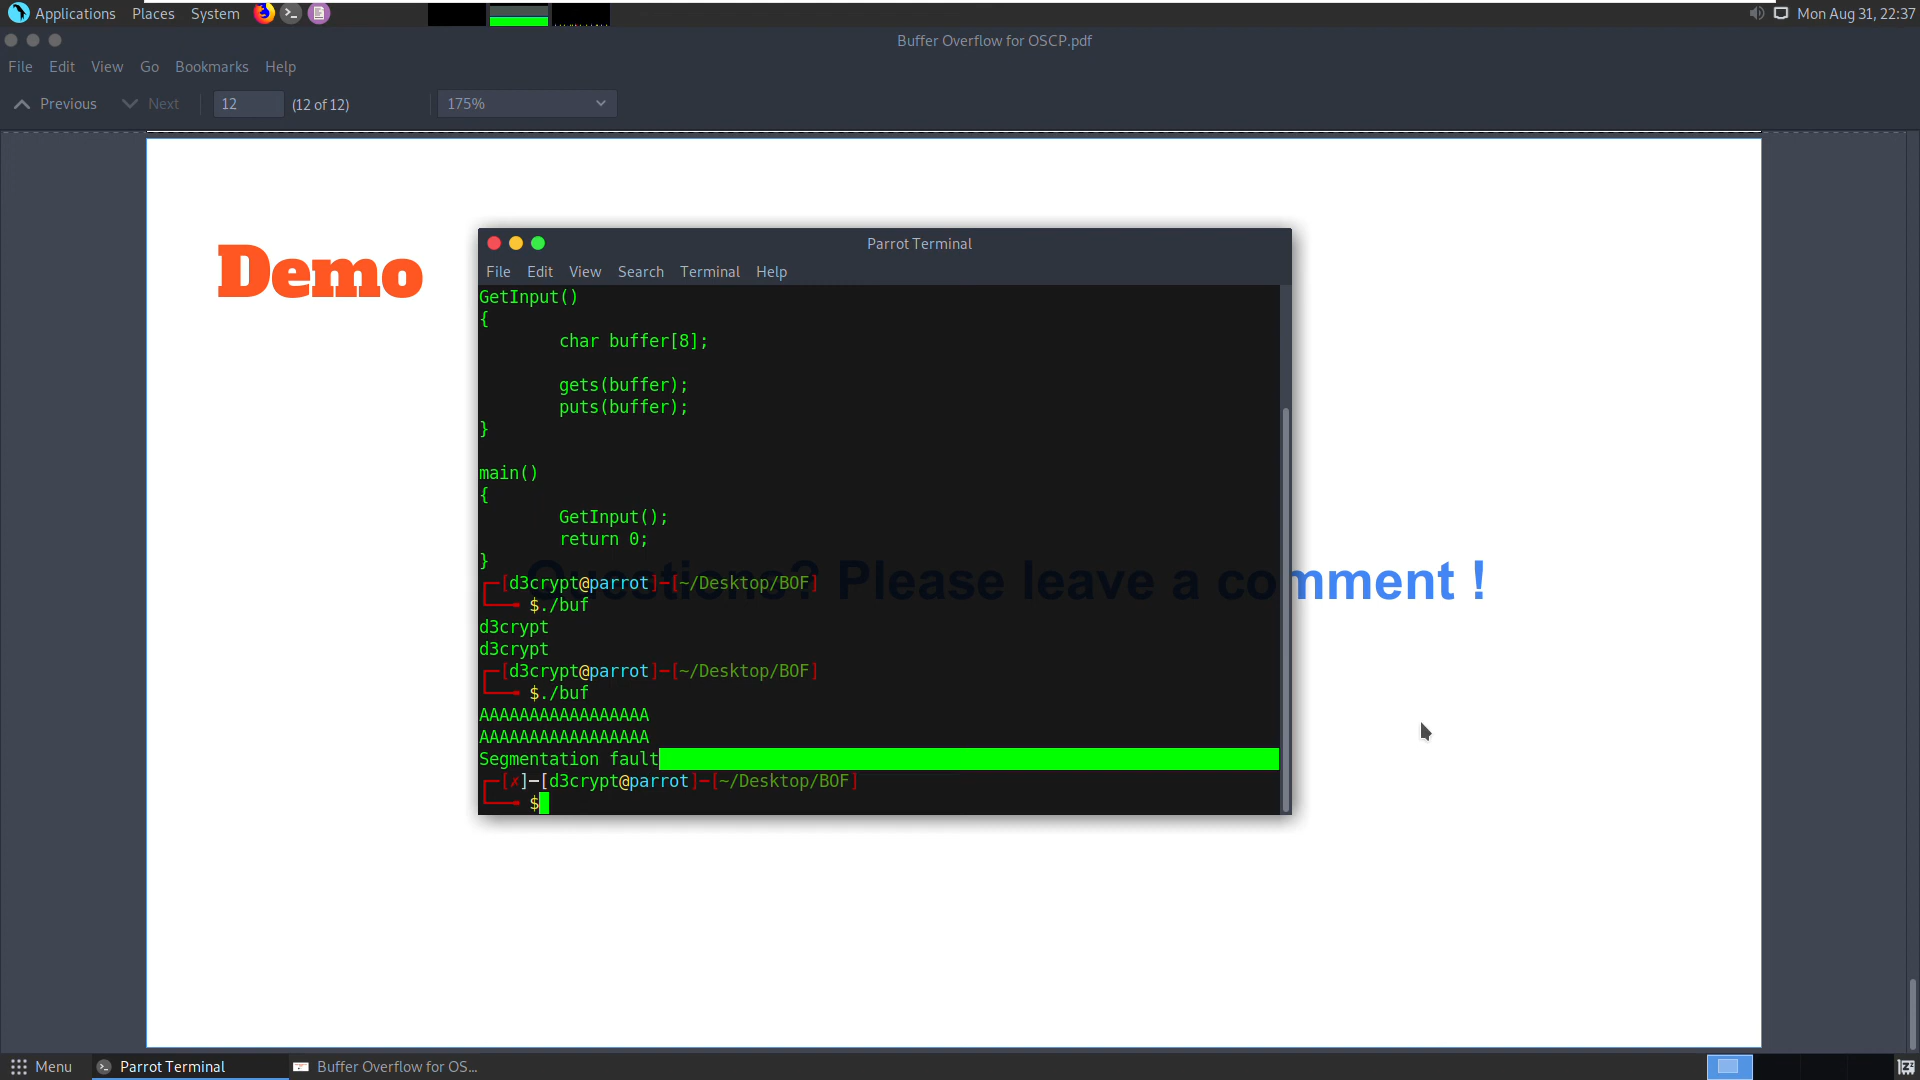 Applications Places System Mon Aug 31, 22:37
Buffer Overflow for OSCP.pdf
File Edit View Go Bookmarks Help
Previous Next 12 (12 of 12) 175%
Demo
Parrot Terminal
File Edit View Search Terminal Help
GetInput()
{
char buffer[8];
gets(buffer);
puts(buffer);
}
main()
{
GetInput();
return 0;
}
Questions? Please leave a comment !
┌─[d3crypt@parrot]─[~/Desktop/BOF]
└──╼ $./buf
d3crypt
d3crypt
┌─[d3crypt@parrot]─[~/Desktop/BOF]
└──╼ $./buf
AAAAAAAAAAAAAAAAA
AAAAAAAAAAAAAAAAA
Segmentation fault
┌─[✗]─[d3crypt@parrot]─[~/Desktop/BOF]
└──╼ $
Menu Parrot Terminal Buffer Overflow for OS...